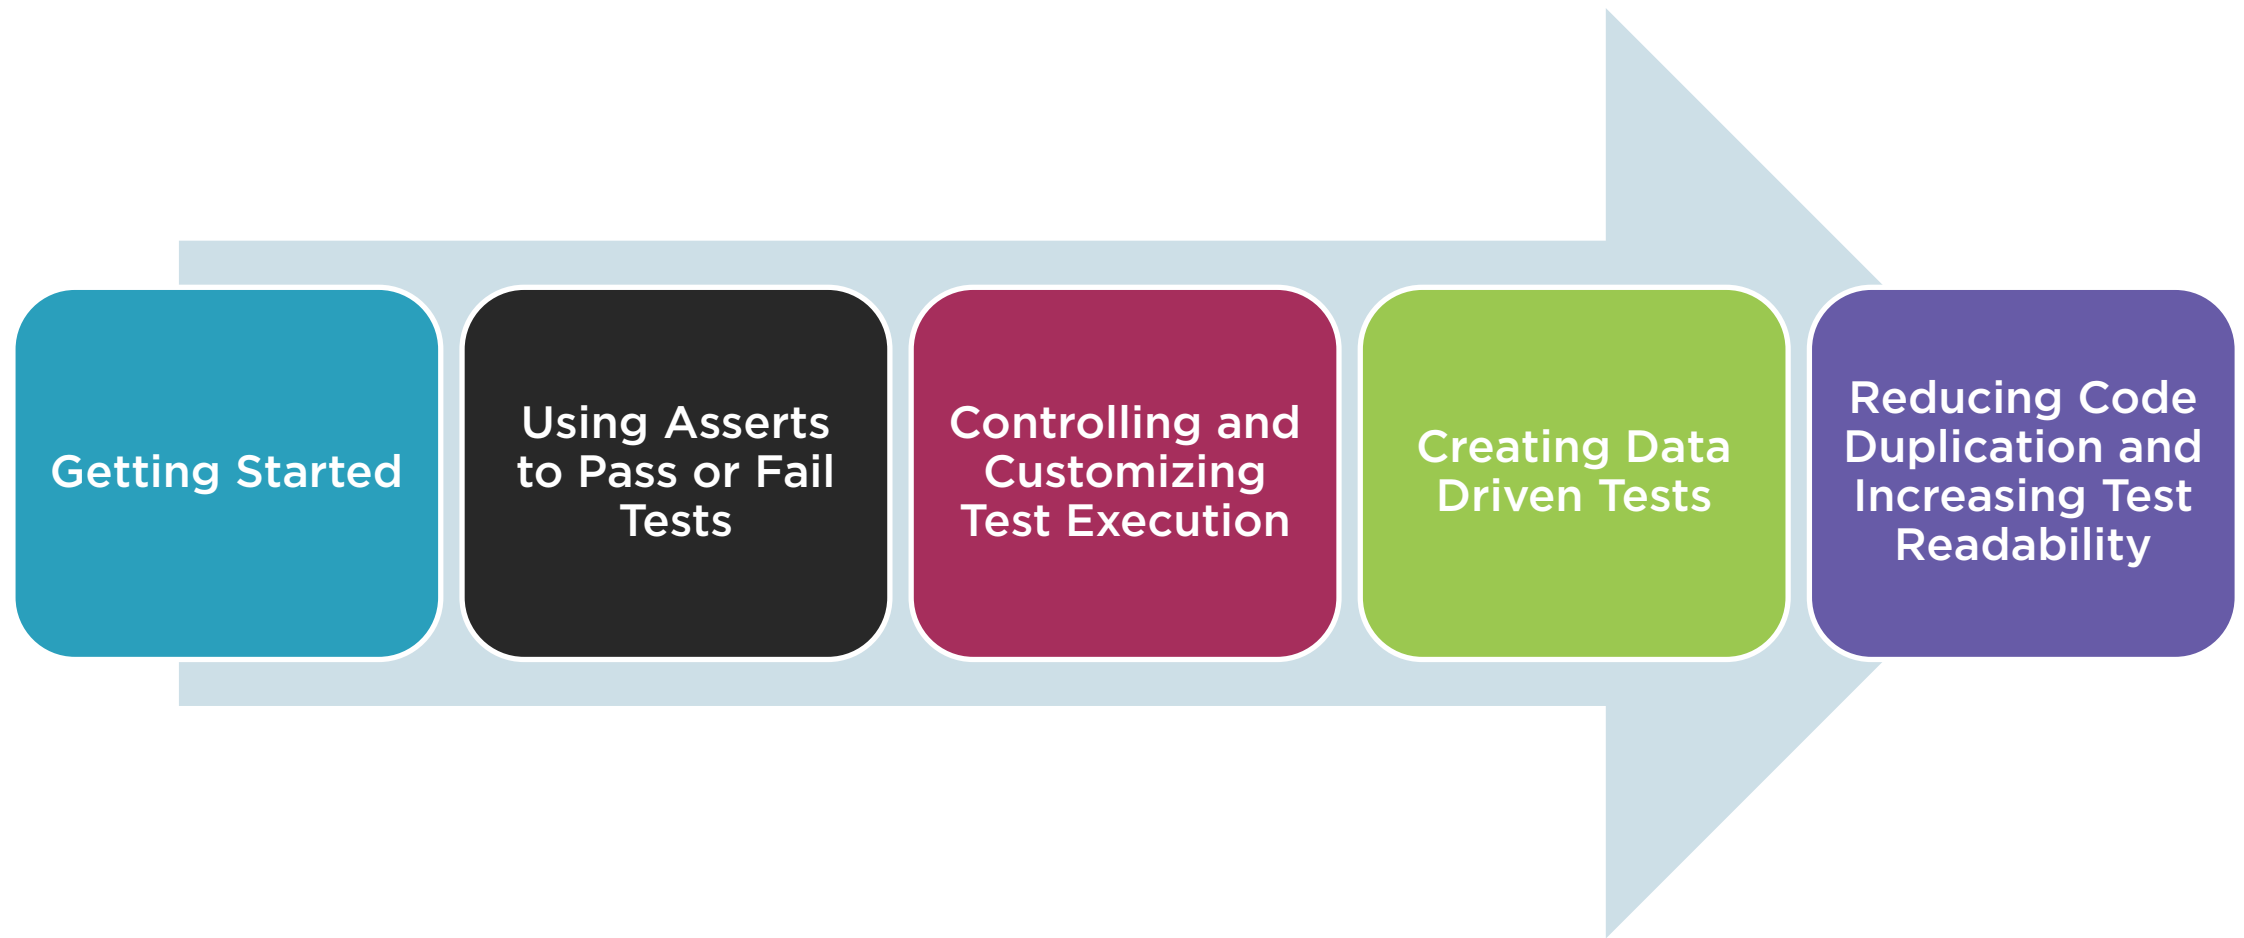 Getting Started
Using Asserts
to Pass or Fail
Tests
Controlling and
Customizing
Test Execution
Creating Data
Driven Tests
Reducing Code
Duplication and
Increasing Test
Readability